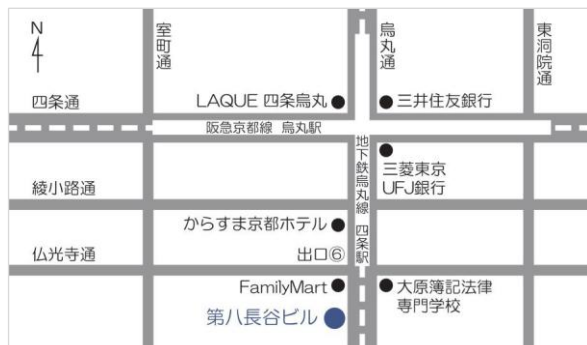 N
室町通
烏丸通
東洞院通
四条通
LAQUE 四条烏丸
三井住友銀行
阪急京都線 烏丸駅
地下鉄烏丸線 四条駅
三菱東京
UFJ銀行
綾小路通
からすま京都ホテル
仏光寺通
出口⑥
FamilyMart
大原簿記法律
専門学校
第八長谷ビル